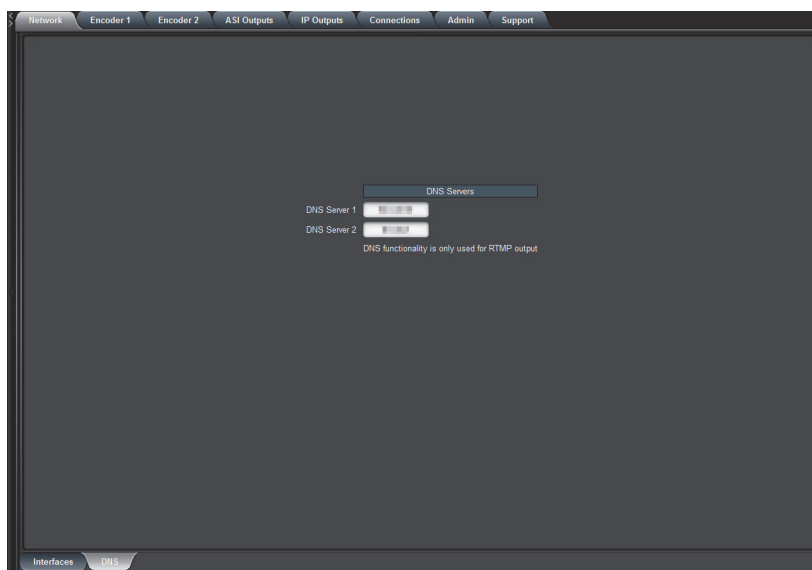 Network Encoder 1 Encoder 2 ASI Outputs IP Outputs Connections Admin Support
DNS Servers
DNS Server 1
DNS Server 2
DNS functionality is only used for RTMP output
Interfaces DNS